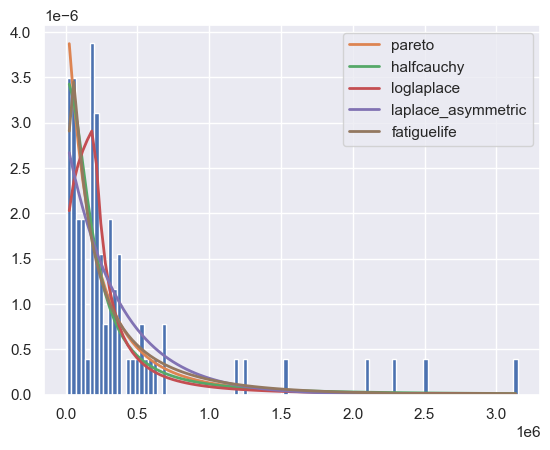 1e−6
4.0
3.5
3.0
2.5
2.0
1.5
1.0
0.5
0.0
pareto
halfcauchy
loglaplace
laplace_asymmetric
fatiguelife
0.0 0.5 1.0 1.5 2.0 2.5 3.0
1e6